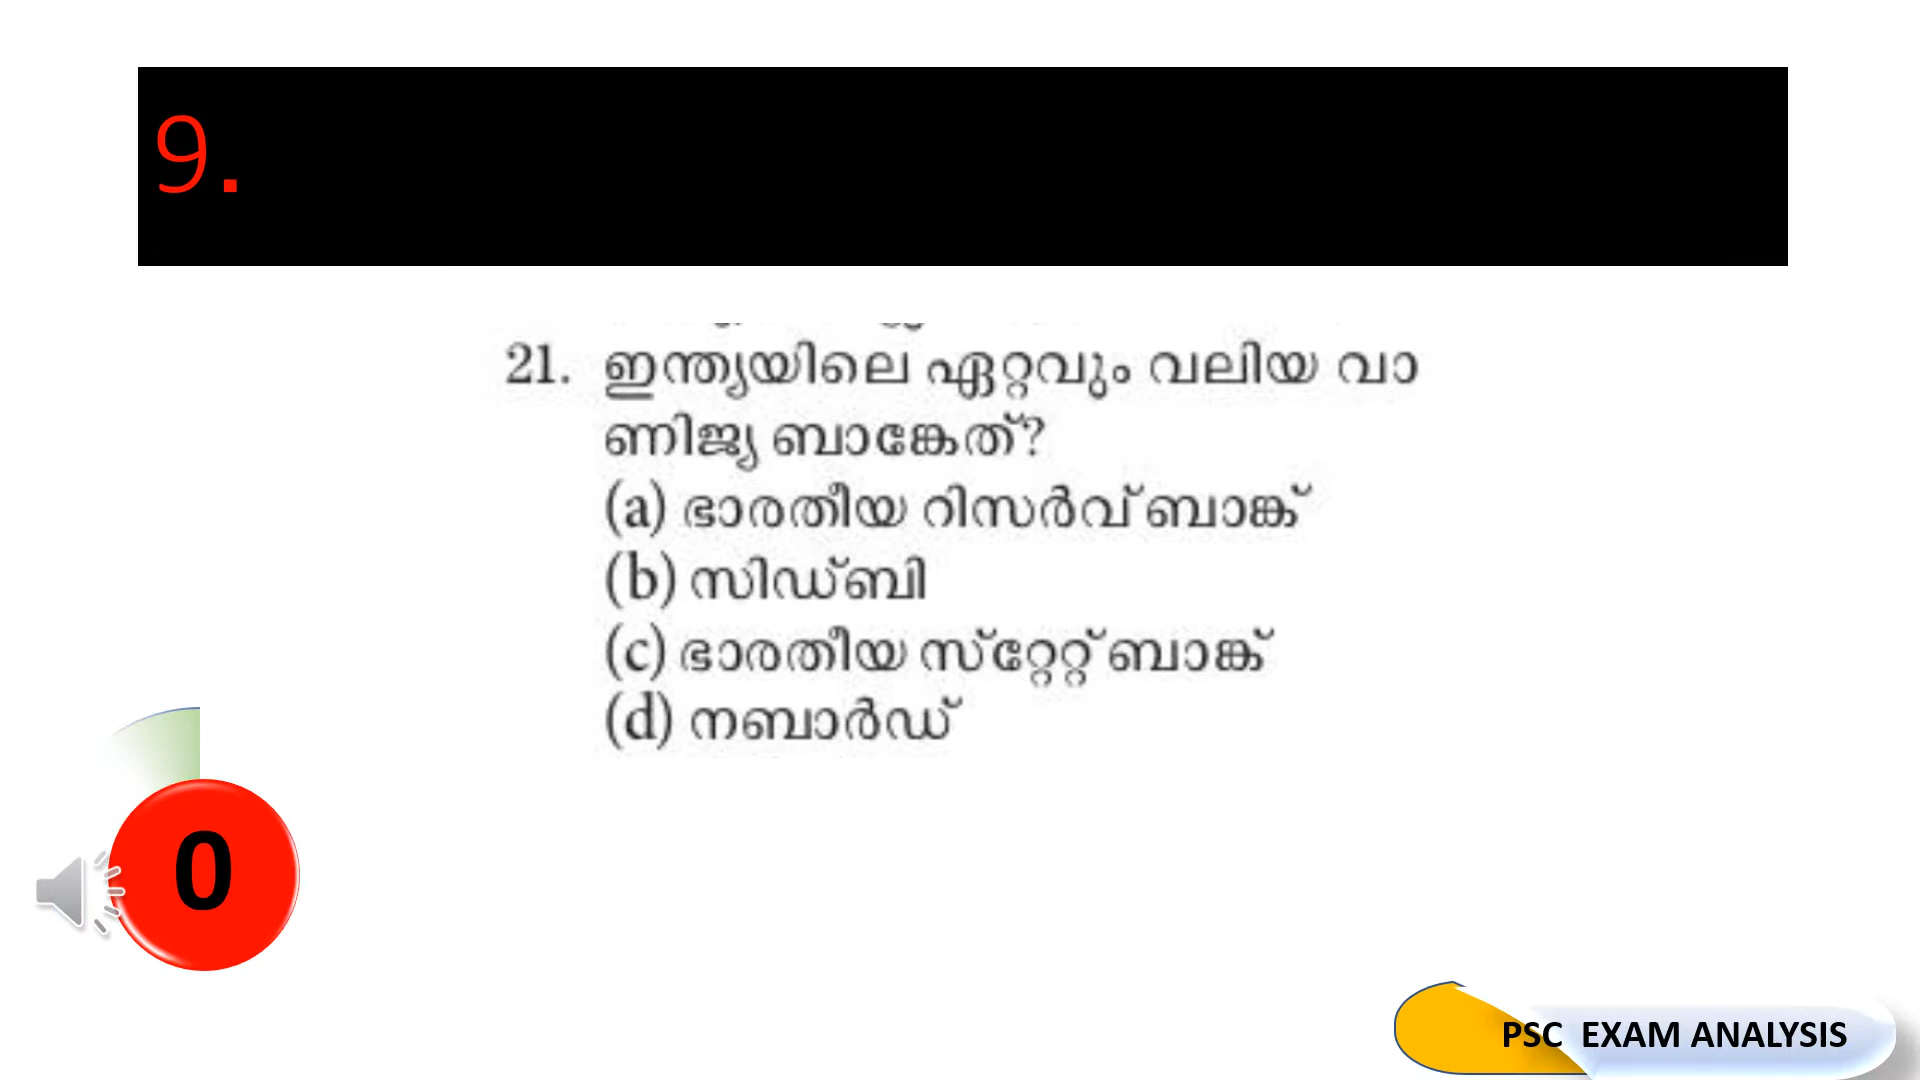 9.
21. ഇന്ത്യയിലെ ഏറ്റവും വലിയ വാ
ണിജ്യ ബാങ്കേത്?
(a) ഭാരതീയ റിസർവ് ബാങ്ക്
(b) സിഡ്ബി
(c) ഭാരതീയ സ്റ്റേറ്റ് ബാങ്ക്
(d) നബാർഡ്
0
PSC EXAM ANALYSIS